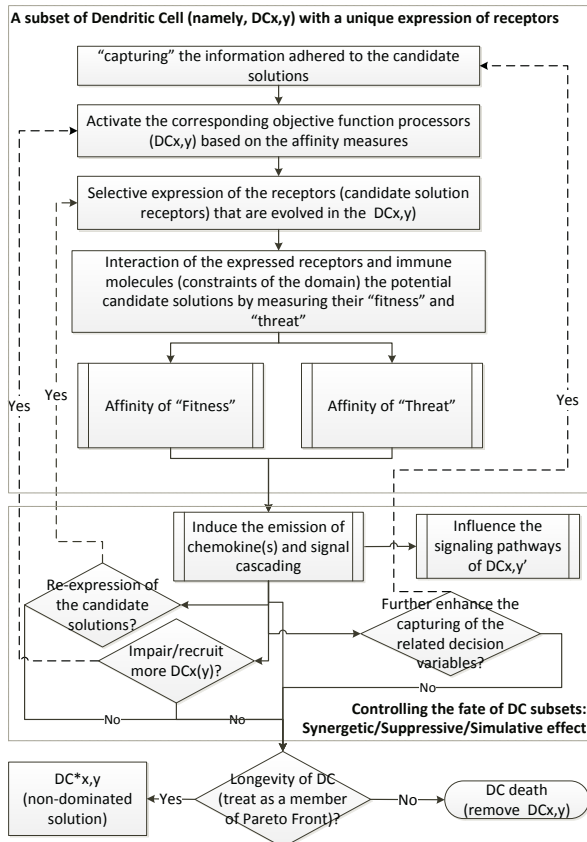 A subset of Dendritic Cell (namely, DCx,y) with a unique expression of receptors
“capturing” the information adhered to the candidate
solutions
Activate the corresponding objective function processors
(DCx,y) based on the affinity measures
Selective expression of the receptors (candidate solution
receptors) that are evolved in the DCx,y)
Interaction of the expressed receptors and immune
molecules (constraints of the domain) the potential
candidate solutions by measuring their “fitness” and
“threat”
Yes
Yes
Yes
Affinity of “Fitness”
Affinity of “Threat”
Induce the emission of
chemokine(s) and signal
cascading
Influence the
signaling pathways
of DCx,y’
Re-expression of
the candidate
solutions?
Further enhance the
capturing of the
related decision
variables?
Impair/recruit
more DCx(y)?
No
No
No
Controlling the fate of DC subsets:
Synergetic/Suppressive/Simulative effect
DC*x,y
(non-dominated
solution)
Yes
Longevity of DC
(treat as a member
of Pareto Front)?
No
DC death
(remove DCx,y)